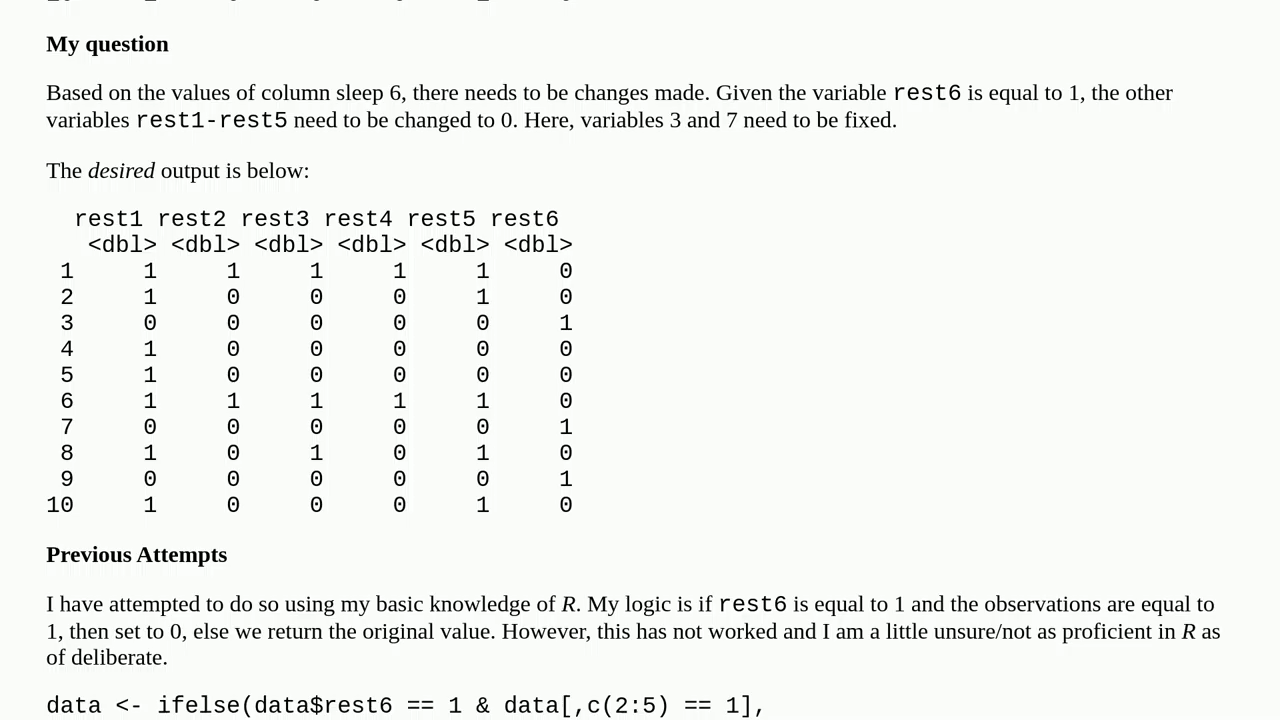 My question
Based on the values of column sleep 6, there needs to be changes made. Given the variable rest6 is equal to 1, the other
variables rest1-rest5 need to be changed to 0. Here, variables 3 and 7 need to be fixed.
The desired output is below:
rest1 rest2 rest3 rest4 rest5 rest6
<dbl> <dbl> <dbl> <dbl> <dbl> <dbl>
1 1 1 1 1 1 0
2 1 0 0 0 1 0
3 0 0 0 0 0 1
4 1 0 0 0 0 0
5 1 0 0 0 0 0
6 1 1 1 1 1 0
7 0 0 0 0 0 1
8 1 0 1 0 1 0
9 0 0 0 0 0 1
10 1 0 0 0 1 0
Previous Attempts
I have attempted to do so using my basic knowledge of R. My logic is if rest6 is equal to 1 and the observations are equal to
1, then set to 0, else we return the original value. However, this has not worked and I am a little unsure/not as proficient in R as
of deliberate.
data <- ifelse(data$rest6 == 1 & data[,c(2:5) == 1],